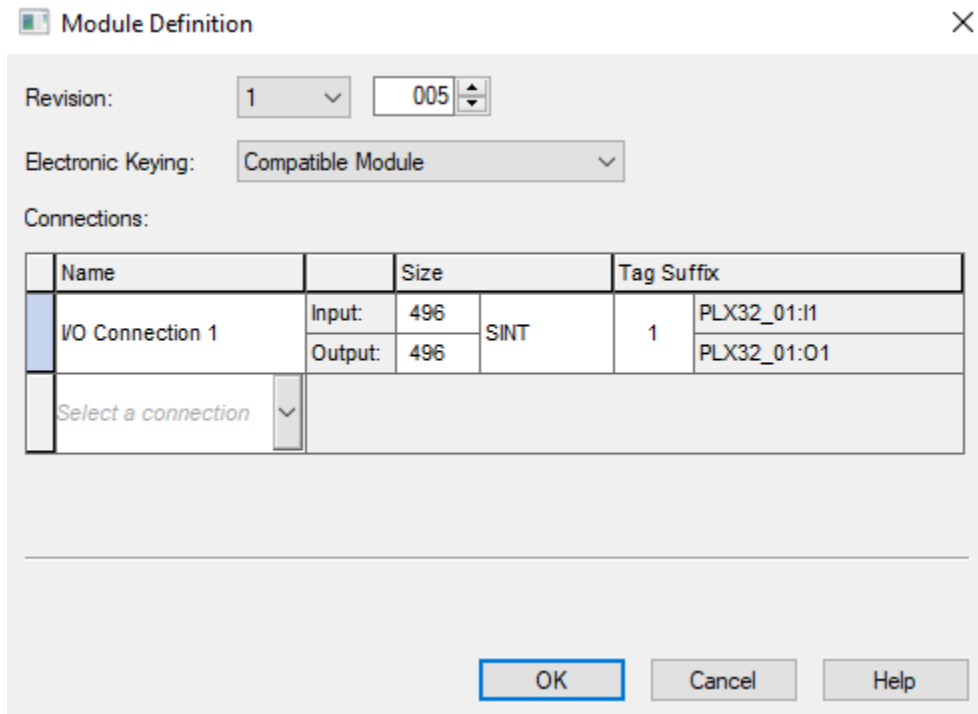 Module Definition
Revision: 1 005
Electronic Keying: Compatible Module
Connections:
Name Size Tag Suffix
I/O Connection 1 Input: 496 SINT 1 PLX32_01:I1
Output: 496 PLX32_01:O1
Select a connection
OK Cancel Help